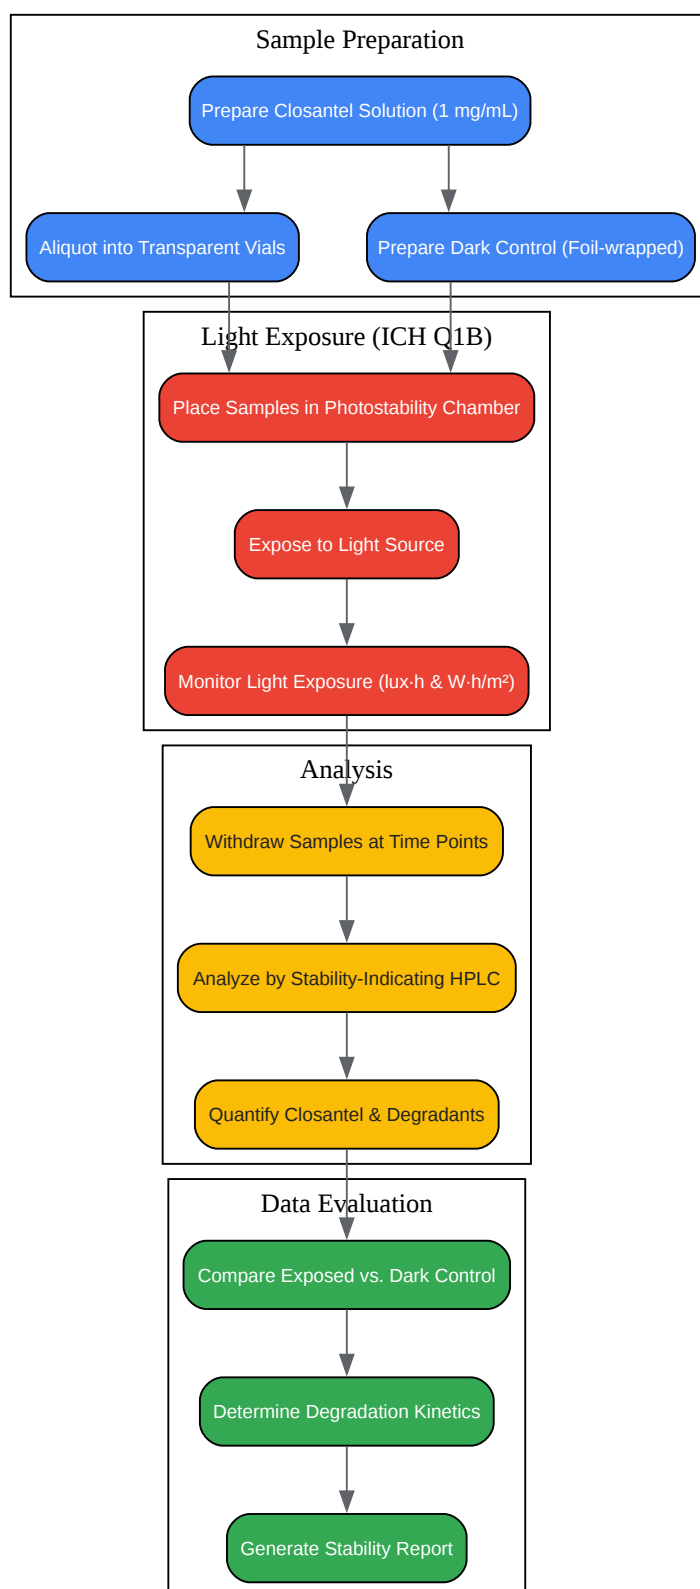 Sample Preparation
Prepare Closantel Solution (1 mg/mL)
Aliquot into Transparent Vials
Prepare Dark Control (Foil-wrapped)
Light Exposure (ICH Q1B)
Place Samples in Photostability Chamber
Expose to Light Source
Monitor Light Exposure (lux·h & W·h/m²)
Analysis
Withdraw Samples at Time Points
Analyze by Stability-Indicating HPLC
Quantify Closantel & Degradants
Data Evaluation
Compare Exposed vs. Dark Control
Determine Degradation Kinetics
Generate Stability Report